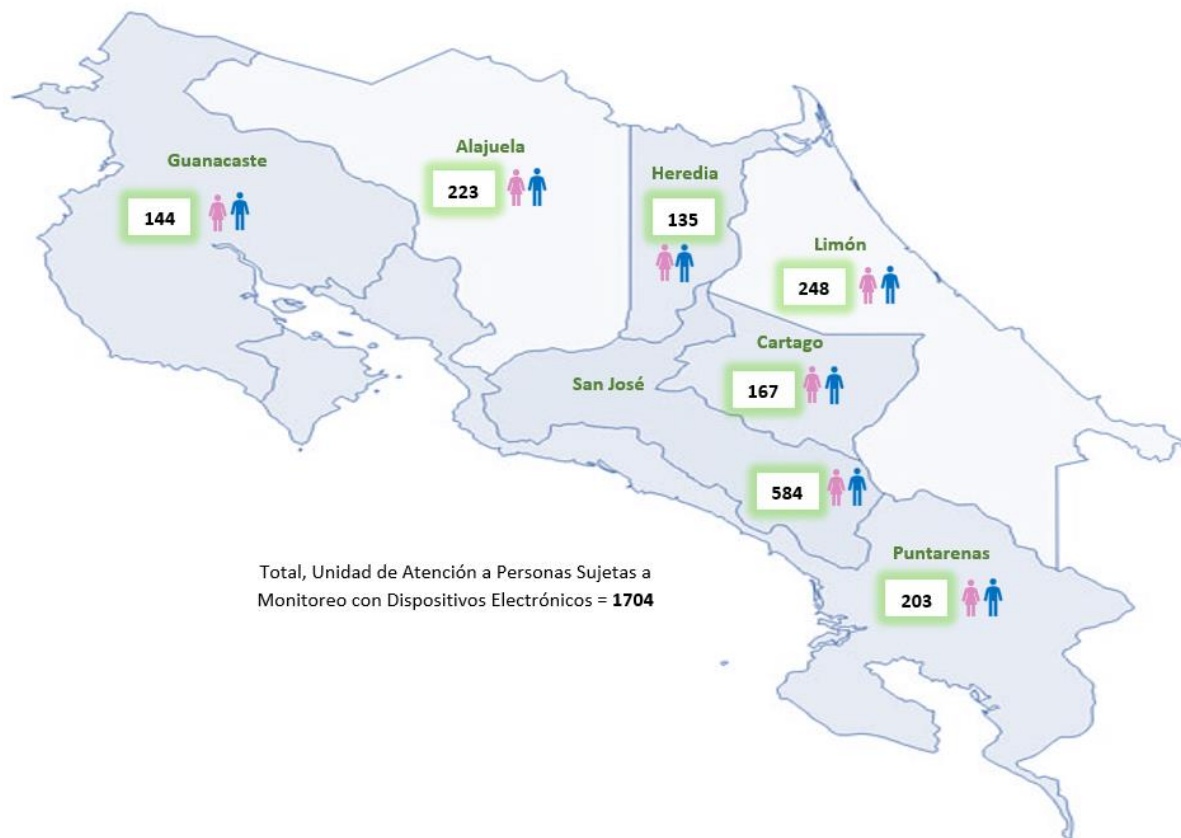 Guanacaste
144
Alajuela
223
Heredia
135
Limón
248
Cartago
167
San José
584
Puntarenas
203
Total, Unidad de Atención a Personas Sujetas a
Monitoreo con Dispositivos Electrónicos = 1704